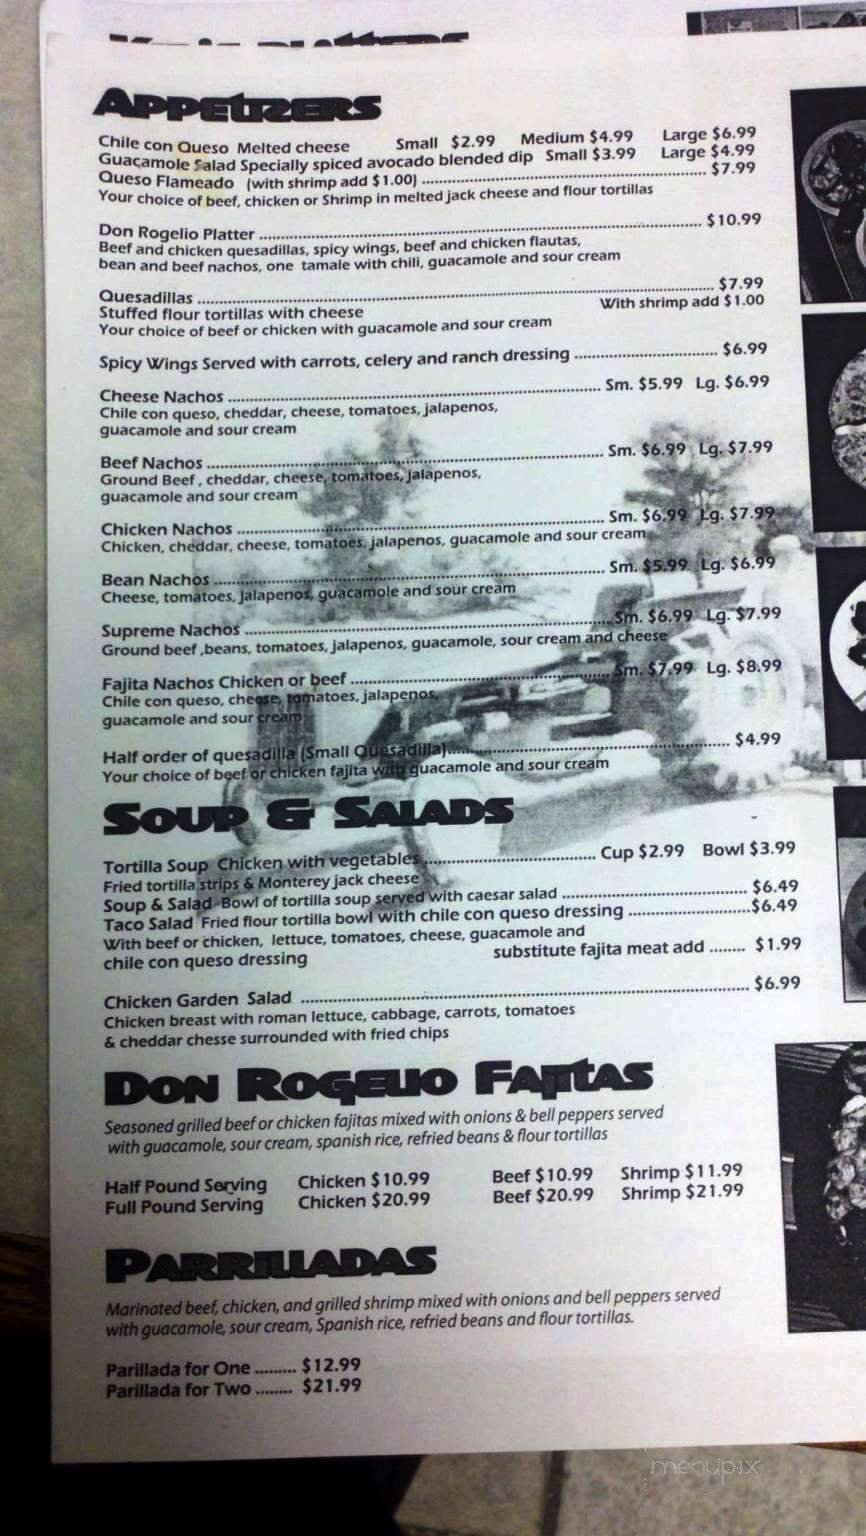 Appetizers
Chile con Queso Melted cheese Small $2.99 Medium $4.99 Large $6.99
Guacamole Salad Specially spiced avocado blended dip Small $3.99 Large $4.99
Queso Flameado (with shrimp add $1.00) ........ $7.99
Your choice of beef, chicken or Shrimp in melted jack cheese and flour tortillas
Don Rogelio Platter ........ $10.99
Beef and chicken quesadillas, spicy wings, beef and chicken flautas,
bean and beef nachos, one tamale with chili, guacamole and sour cream
Quesadillas ........ $7.99
Stuffed flour tortillas with cheese With shrimp add $1.00
Your choice of beef or chicken with guacamole and sour cream
Spicy Wings Served with carrots, celery and ranch dressing ........ $6.99
Cheese Nachos ........ Sm. $5.99 Lg. $6.99
Chile con queso, cheddar, cheese, tomatoes, jalapenos,
guacamole and sour cream
Beef Nachos ........ Sm. $6.99 Lg. $7.99
Ground Beef , cheddar, cheese, tomatoes, jalapenos,
guacamole and sour cream
Chicken Nachos ........ Sm. $6.99 Lg. $7.99
Chicken, cheddar, cheese, tomatoes, jalapenos, guacamole and sour cream
Bean Nachos ........ Sm. $5.99 Lg. $6.99
Cheese, tomatoes, jalapenos, guacamole and sour cream
Supreme Nachos ........ Sm. $6.99 Lg. $7.99
Ground beef ,beans, tomatoes, jalapenos, guacamole, sour cream and cheese
Fajita Nachos Chicken or beef ........ Sm. $7.99 Lg. $8.99
Chile con queso, cheese, tomatoes, jalapenos,
guacamole and sour cream
Half order of quesadilla (Small Quesadilla)........ $4.99
Your choice of beef or chicken fajita with guacamole and sour cream
Soup & Salads
Tortilla Soup Chicken with vegetables ........ Cup $2.99 Bowl $3.99
Fried tortilla strips & Monterey jack cheese
Soup & Salad Bowl of tortilla soup served with caesar salad ........ $6.49
Taco Salad Fried flour tortilla bowl with chile con queso dressing ........$6.49
With beef or chicken, lettuce, tomatoes, cheese, guacamole and
chile con queso dressing substitute fajita meat add ........ $1.99
Chicken Garden Salad ........ $6.99
Chicken breast with roman lettuce, cabbage, carrots, tomatoes
& cheddar chesse surrounded with fried chips
Don Rogelio Fajitas
Seasoned grilled beef or chicken fajitas mixed with onions & bell peppers served
with guacamole, sour cream, spanish rice, refried beans & flour tortillas
Half Pound Serving Chicken $10.99 Beef $10.99 Shrimp $11.99
Full Pound Serving Chicken $20.99 Beef $20.99 Shrimp $21.99
Parrilladas
Marinated beef, chicken, and grilled shrimp mixed with onions and bell peppers served
with guacamole, sour cream, Spanish rice, refried beans and flour tortillas.
Parillada for One ......... $12.99
Parillada for Two ........ $21.99
menupix